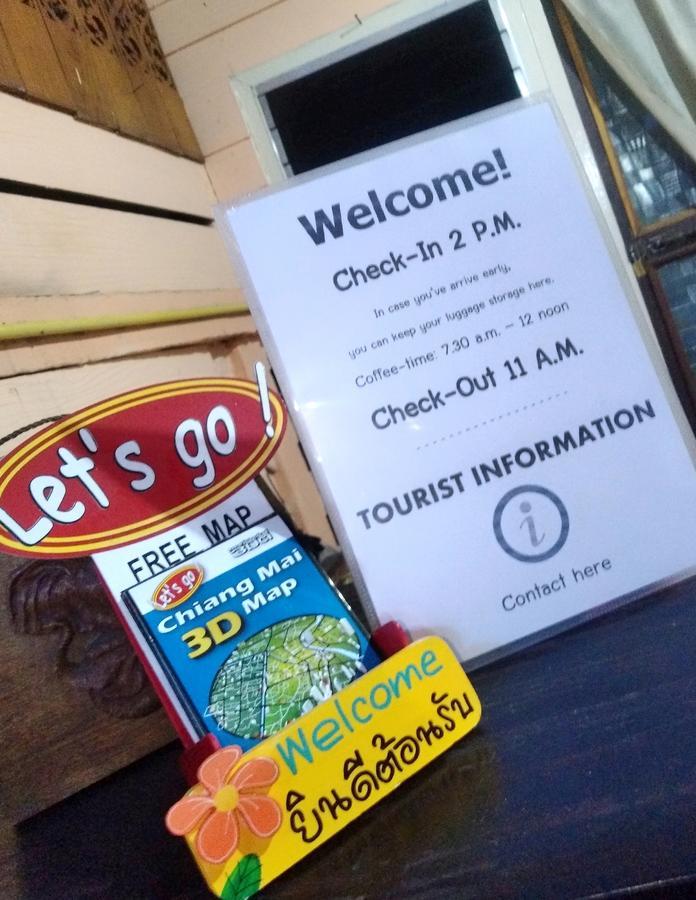 Welcome!
Check-In 2 P.M.
In case you've arrive early,
you can keep your luggage storage here.
Coffee-time: 7.30 a.m. – 12 noon
Check-Out 11 A.M.
TOURIST INFORMATION
i
Contact here
Let's go !
FREE MAP
Let's go
Chiang Mai
3D Map
Welcome
ยินดีต้อนรับ